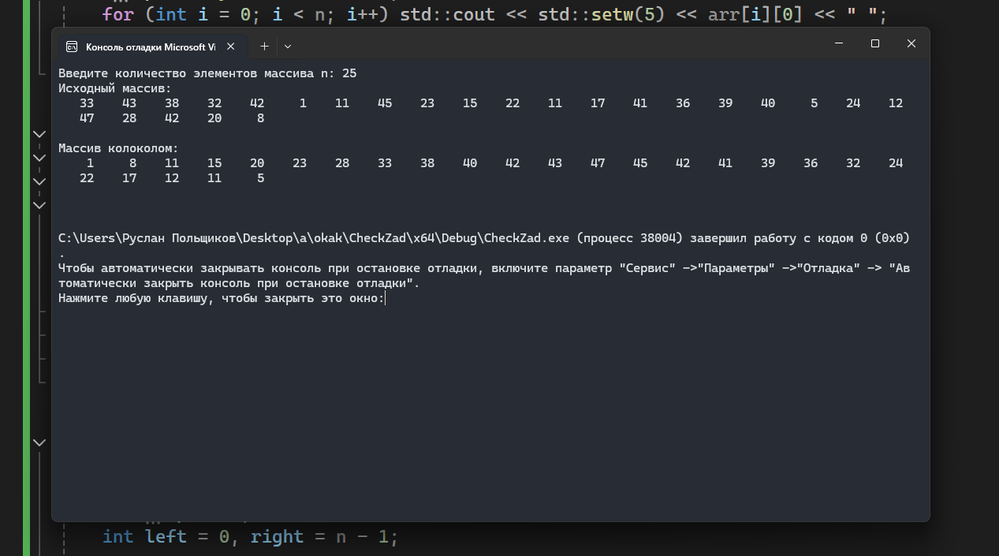 for (int i = 0; i < n; i++) std::cout << std::setw(5) << arr[i][0] << " ";
Консоль отладки Microsoft Vi
Введите количество элементов массива n: 25
Исходный массив:
33 43 38 32 42 1 11 45 23 15 22 11 17 41 36 39 40 5 24 12
47 28 42 20 8
Массив колоколом:
1 8 11 15 20 23 28 33 38 40 42 43 47 45 42 41 39 36 32 24
22 17 12 11 5
C:\Users\Руслан Польщиков\Desktop\a\okak\CheckZad\x64\Debug\CheckZad.exe (процесс 38004) завершил работу с кодом 0 (0x0)
.
Чтобы автоматически закрывать консоль при остановке отладки, включите параметр "Сервис" ->"Параметры" ->"Отладка" -> "Ав
томатически закрыть консоль при остановке отладки".
Нажмите любую клавишу, чтобы закрыть это окно:
int left = 0, right = n - 1;